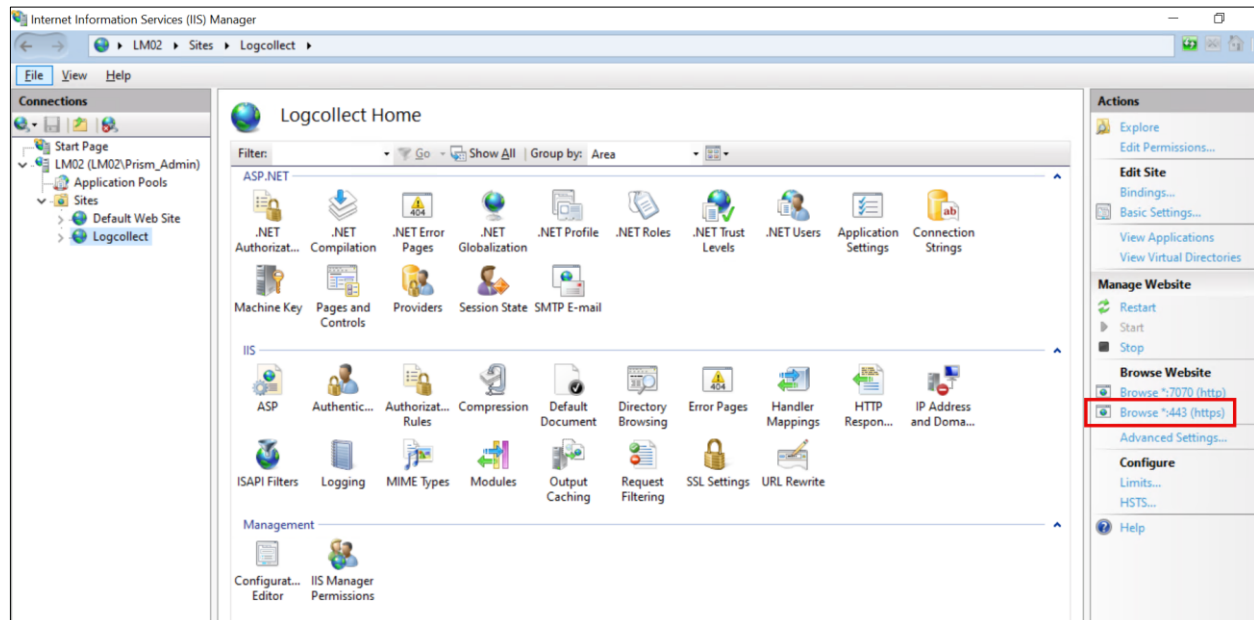 Internet Information Services (IIS) Manager
LM02 Sites Logcollect
File View Help
Connections
Start Page
LM02 (LM02\Prism_Admin)
Application Pools
Sites
Default Web Site
Logcollect
Logcollect Home
Filter: Go Show All Group by: Area
ASP.NET
.NET Authorizat...
.NET Compilation
.NET Error Pages
.NET Globalization
.NET Profile
.NET Roles
.NET Trust Levels
.NET Users
Application Settings
Connection Strings
Machine Key
Pages and Controls
Providers
Session State
SMTP E-mail
IIS
ASP
Authentic...
Authorizat... Rules
Compression
Default Document
Directory Browsing
Error Pages
Handler Mappings
HTTP Respon...
IP Address and Doma...
ISAPI Filters
Logging
MIME Types
Modules
Output Caching
Request Filtering
SSL Settings
URL Rewrite
Management
Configurat... Editor
IIS Manager Permissions
Actions
Explore
Edit Permissions...
Edit Site
Bindings...
Basic Settings...
View Applications
View Virtual Directories
Manage Website
Restart
Start
Stop
Browse Website
Browse *:7070 (http)
Browse *:443 (https)
Advanced Settings...
Configure
Limits...
HSTS...
Help